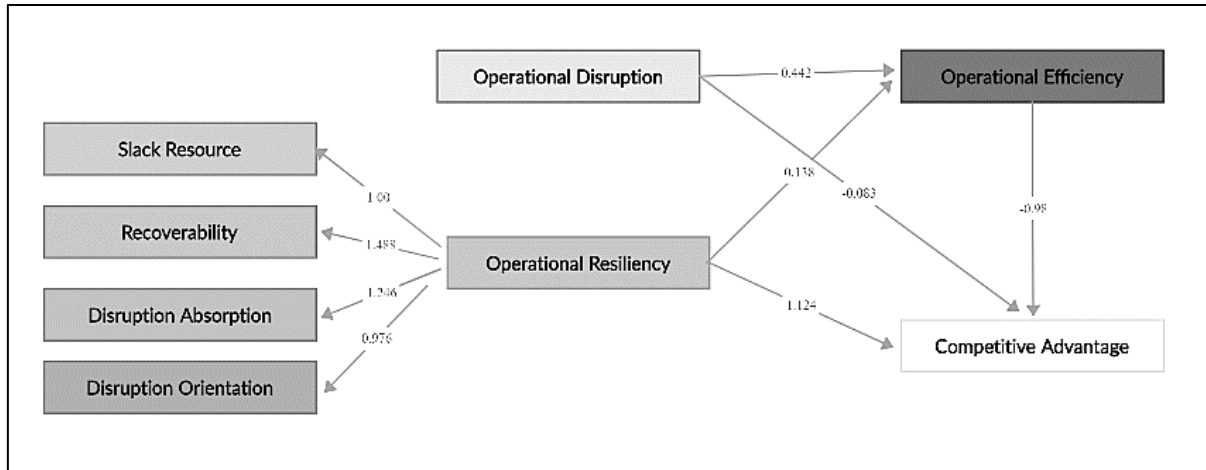 Operational Disruption
0.442
Operational Efficiency
Slack Resource
1.00
0.138
-0.083
Recoverability
1.488
-0.98
Operational Resiliency
Disruption Absorption
1.246
1.124
Competitive Advantage
0.976
Disruption Orientation